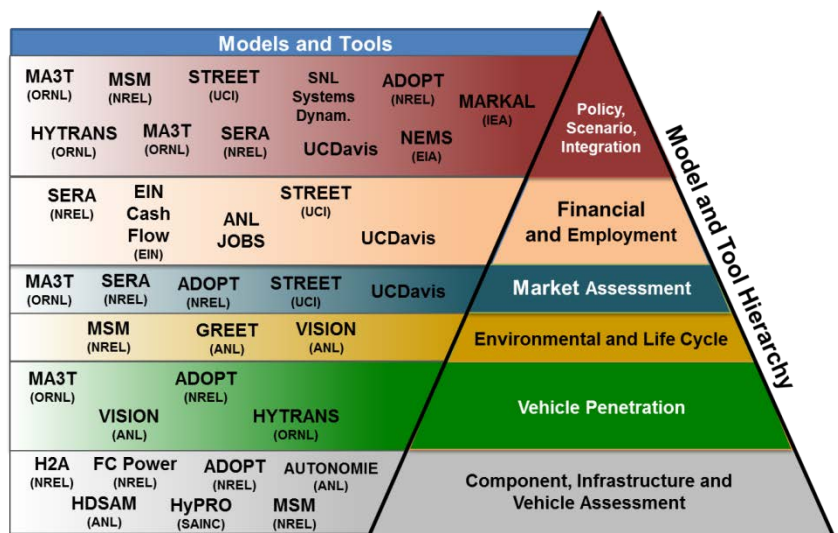 Models and Tools
MA3T
(ORNL)
MSM
(NREL)
STREET
(UCI)
SNL
Systems
Dynam.
ADOPT
(NREL)
MARKAL
(IEA)
HYTRANS
(ORNL)
MA3T
(ORNL)
SERA
(NREL)
UCDavis
NEMS
(EIA)
Policy,
Scenario,
Integration
SERA
(NREL)
EIN
Cash
Flow
(EIN)
ANL
JOBS
STREET
(UCI)
UCDavis
Financial
and Employment
MA3T
(ORNL)
SERA
(NREL)
ADOPT
(NREL)
STREET
(UCI)
UCDavis
Market Assessment
MSM
(NREL)
GREET
(ANL)
VISION
(ANL)
Environmental and Life Cycle
MA3T
(ORNL)
ADOPT
(NREL)
VISION
(ANL)
HYTRANS
(ORNL)
Vehicle Penetration
H2A
(NREL)
FC Power
(NREL)
ADOPT
(NREL)
AUTONOMIE
(ANL)
HDSAM
(ANL)
HyPRO
(SAINC)
MSM
(NREL)
Component, Infrastructure and
Vehicle Assessment
Model and Tool Hierarchy